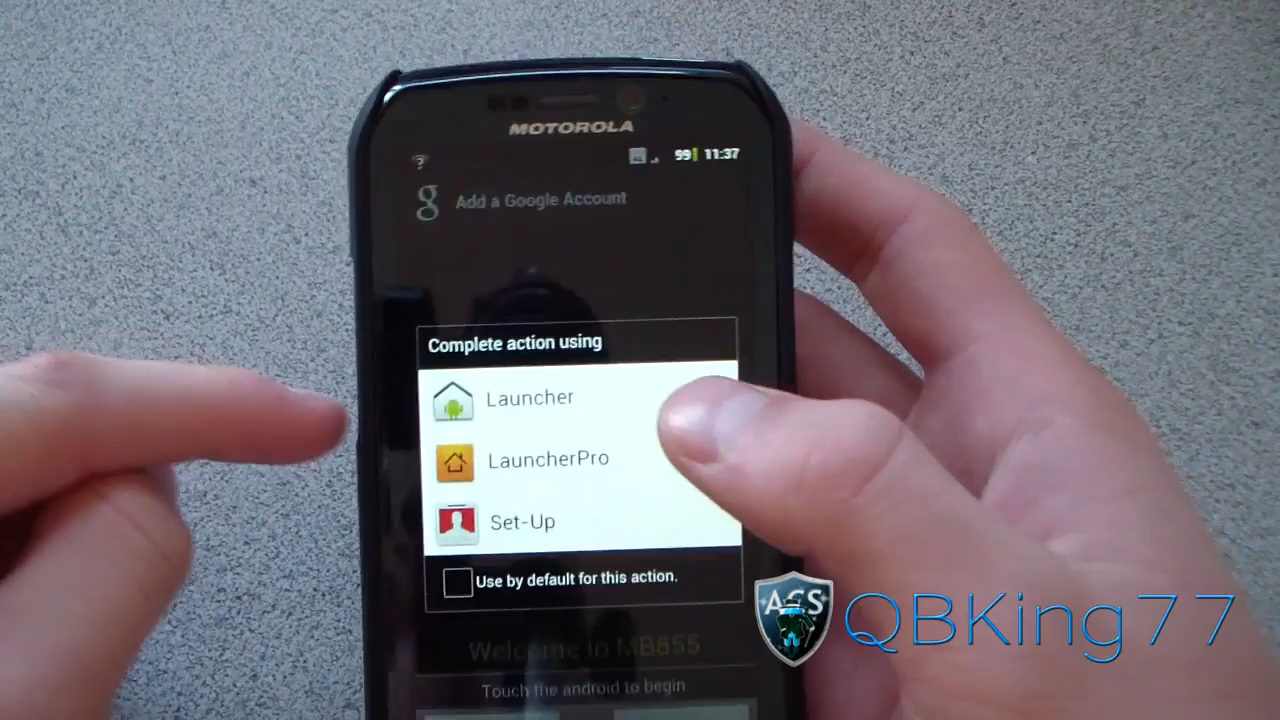 MOTOROLA
99 11:37
Add a Google Account
Complete action using
Launcher
LauncherPro
Set-Up
Use by default for this action.
Welcome to MB855
Touch the android to begin.
ACS
QBKing77